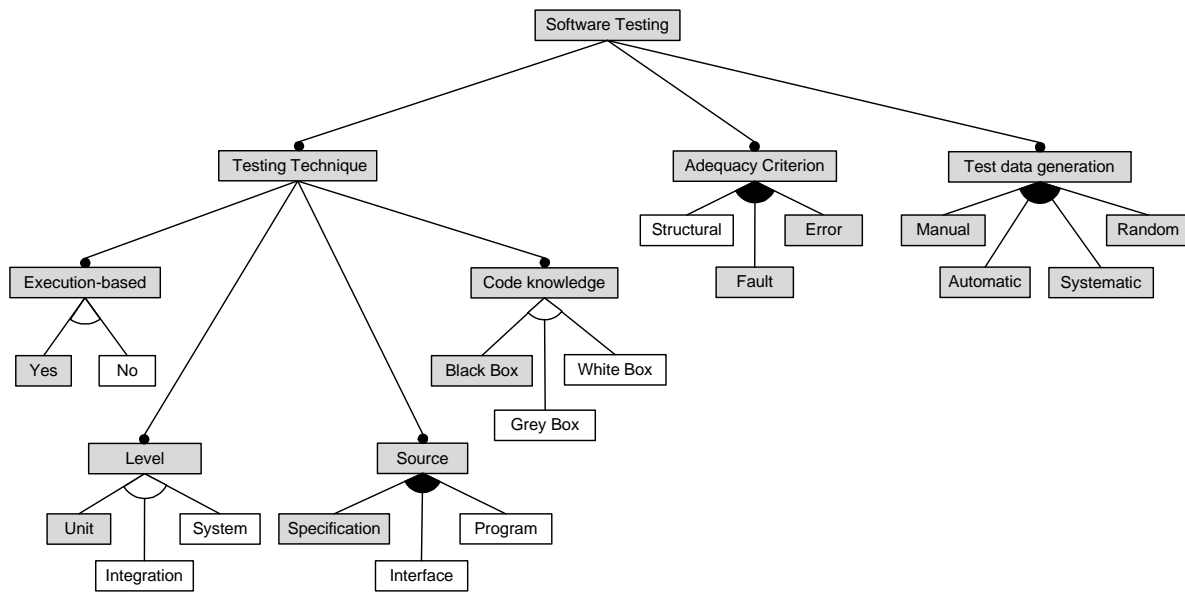 Software Testing
Testing Technique
Adequacy Criterion
Test data generation
Structural
Error
Manual
Random
Fault
Automatic
Systematic
Execution-based
Code knowledge
Yes
No
Black Box
White Box
Grey Box
Level
Source
Unit
System
Specification
Program
Integration
Interface